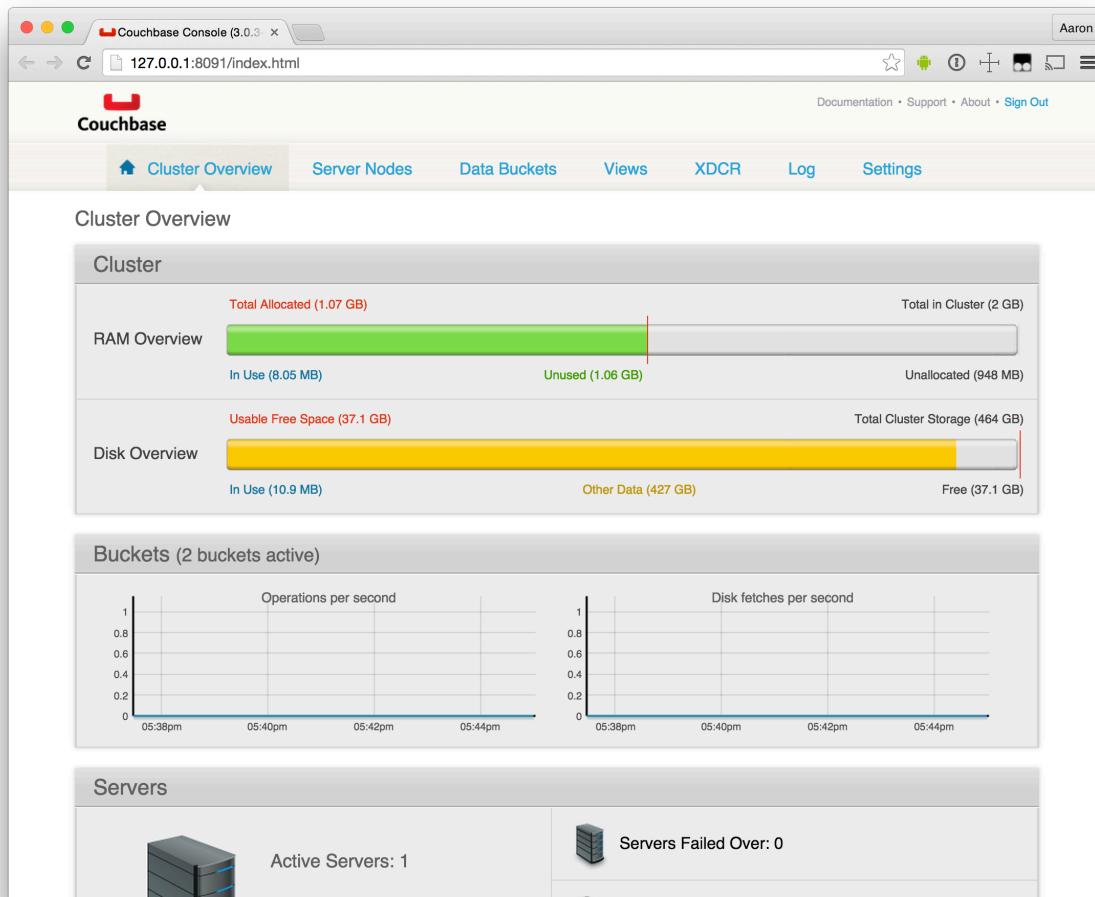 Couchbase Console (3.0.3-
Aaron
127.0.0.1:8091/index.html
Couchbase
Documentation • Support • About • Sign Out
Cluster Overview Server Nodes Data Buckets Views XDCR Log Settings
Cluster Overview
Cluster
Total Allocated (1.07 GB) Total in Cluster (2 GB)
RAM Overview
In Use (8.05 MB) Unused (1.06 GB) Unallocated (948 MB)
Usable Free Space (37.1 GB) Total Cluster Storage (464 GB)
Disk Overview
In Use (10.9 MB) Other Data (427 GB) Free (37.1 GB)
Buckets (2 buckets active)
Operations per second
1
0.8
0.6
0.4
0.2
0
05:38pm 05:40pm 05:42pm 05:44pm
Disk fetches per second
1
0.8
0.6
0.4
0.2
0
05:38pm 05:40pm 05:42pm 05:44pm
Servers
Active Servers: 1
Servers Failed Over: 0